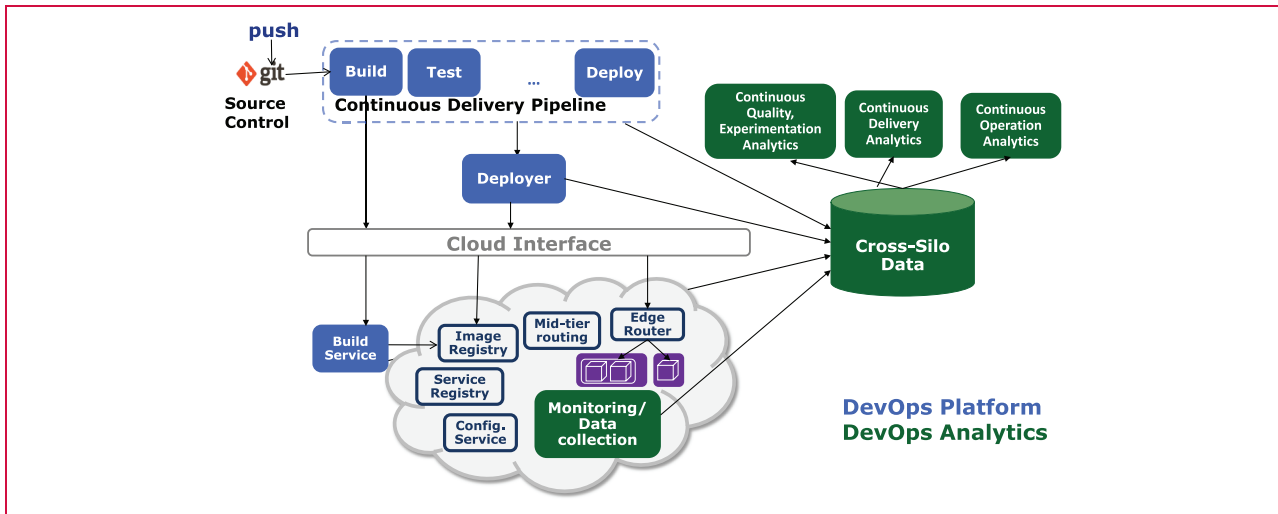 push
git
Source
Control
Build
Test
...
Deploy
Continuous Delivery Pipeline
Deployer
Cloud Interface
Continuous
Quality,
Experimentation
Analytics
Continuous
Delivery
Analytics
Continuous
Operation
Analytics
Cross-Silo
Data
Build
Service
Image
Registry
Mid-tier
routing
Edge
Router
Service
Registry
Config.
Service
Monitoring/
Data
collection
DevOps Platform
DevOps Analytics